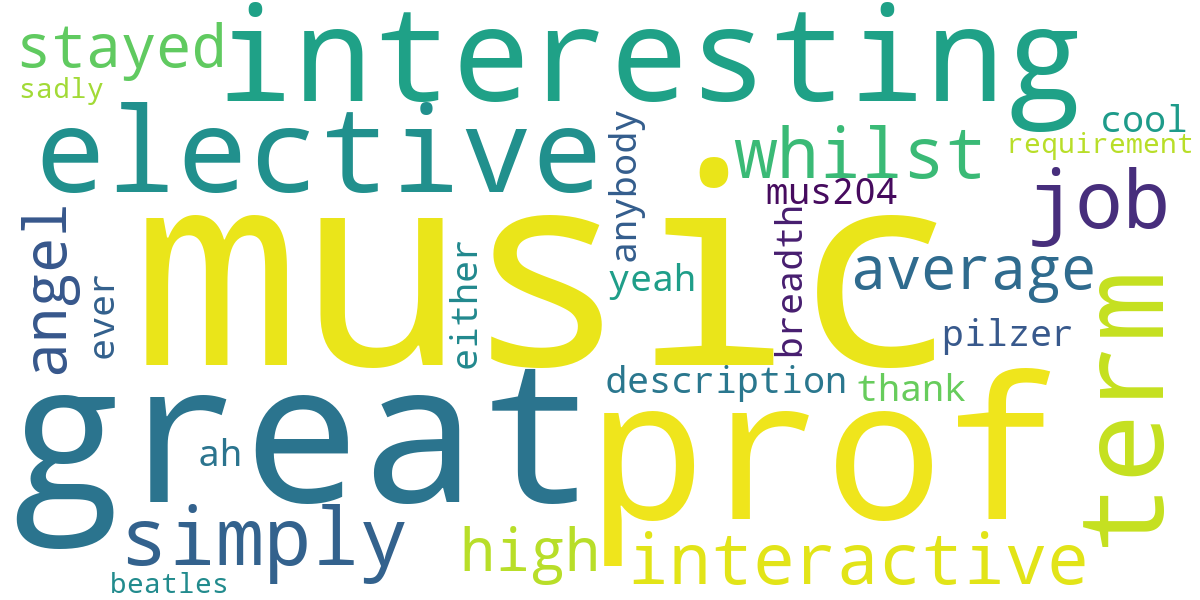 stayed
interesting
sadly
elective
anybody
whilst
cool
requirement
mus204
job
music
angel
ever
either
yeah
breadth
average
term
pilzer
description
thank
great
prof
ah
simply
high
interactive
beatles